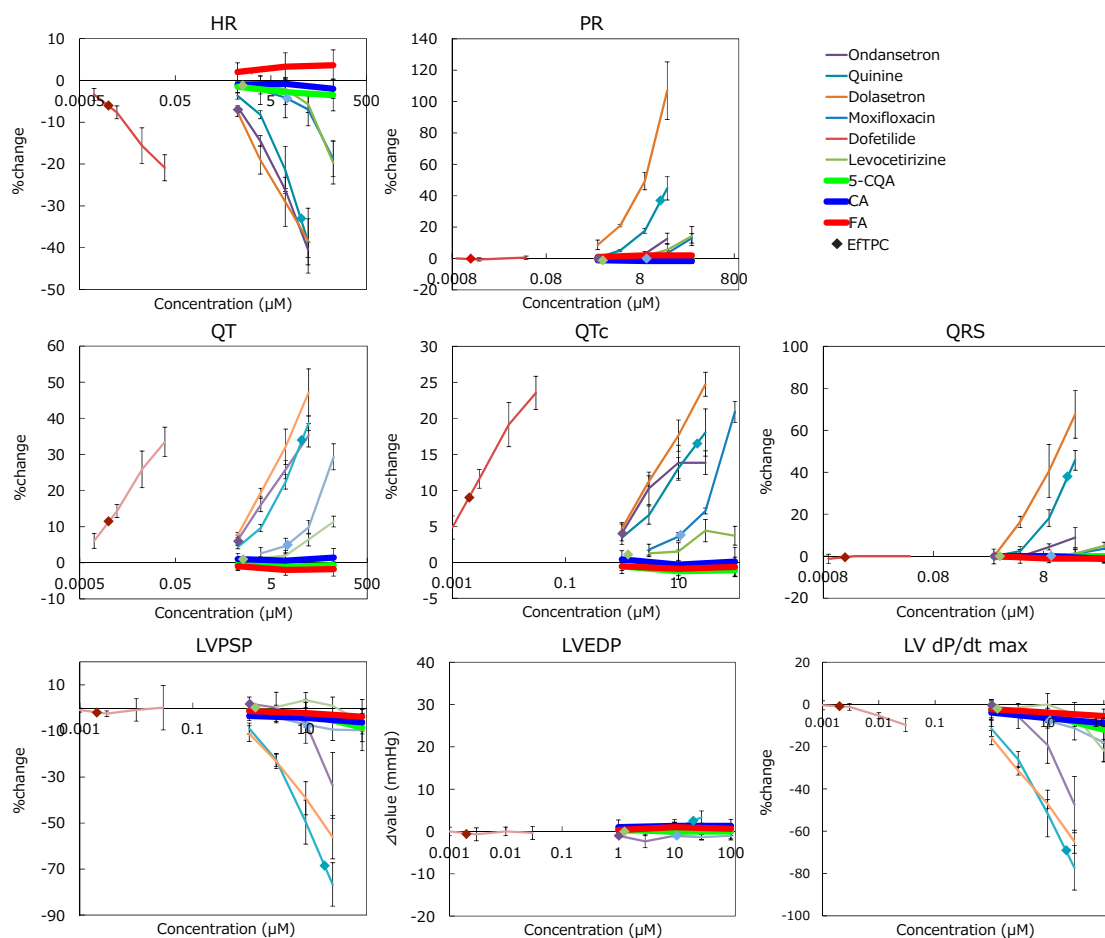 HR
10
0
-10
-20
-30
-40
-50
0.0005
0.05
5
500
%change
Concentration (μM)
PR
140
120
100
80
60
40
20
0
-20
0.0008
0.08
8
800
%change
Concentration (μM)
Ondansetron
Quinine
Dolasetron
Moxifloxacin
Dofetilide
Levocetirizine
5-CQA
CA
FA
EfTPC
QT
60
50
40
30
20
10
0
-10
0.0005
0.05
5
500
%change
Concentration (μM)
QTc
30
25
20
15
10
5
0
-5
0.001
0.1
10
%change
Concentration (μM)
QRS
100
80
60
40
20
0
-20
0.0008
0.08
8
%change
Concentration (μM)
LVPSP
10
-10
-30
-50
-70
-90
0.001
0.1
10
%change
Concentration (μM)
LVEDP
40
30
20
10
0
-10
-20
0.001
0.01
0.1
1
10
100
⊿value (mmHg)
Concentration (μM)
LV dP/dt max
20
0
-20
-40
-60
-80
-100
0.001
0.01
0.1
10
100
%change
Concentration (μM)